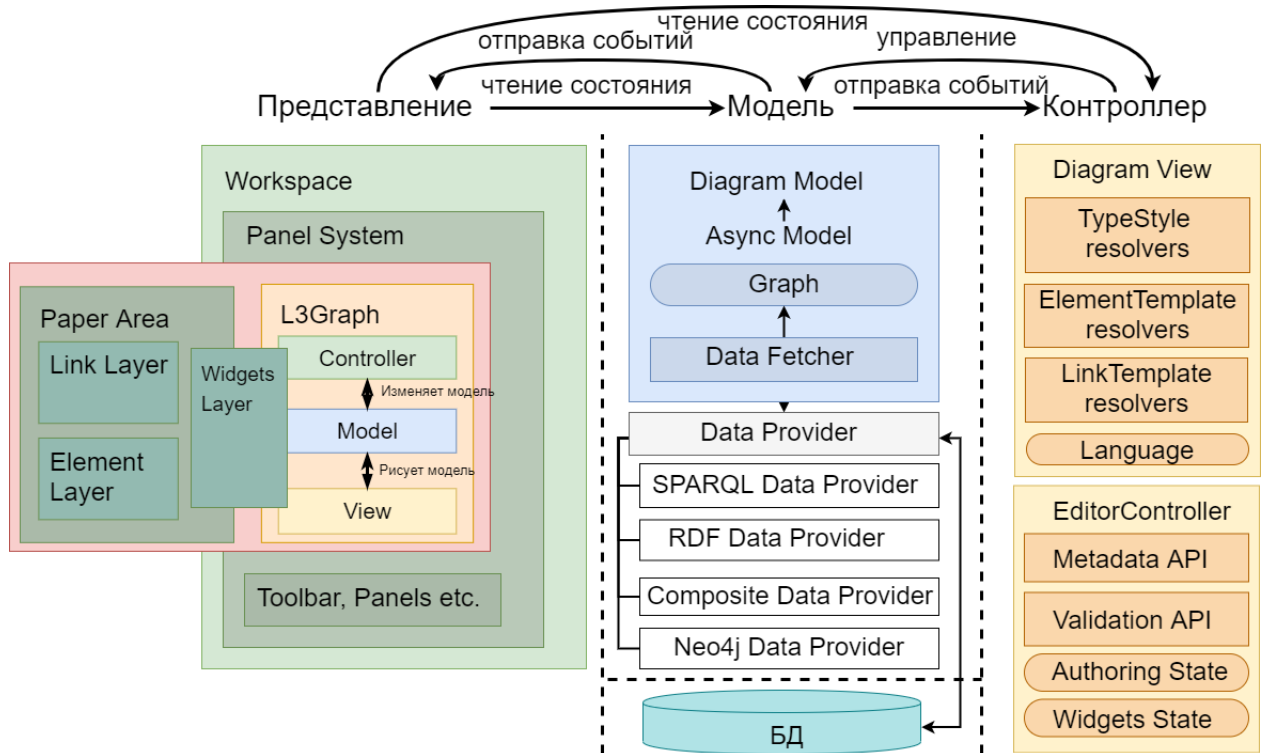 чтение состояния
отправка событий
управление
чтение состояния
отправка событий
Представление
Модель
Контроллер
Workspace
Panel System
Paper Area
Link Layer
Element
Layer
Widgets
Layer
L3Graph
Controller
Изменяет модель
Model
Рисует модель
View
Toolbar, Panels etc.
Diagram Model
Async Model
Graph
Data Fetcher
Data Provider
SPARQL Data Provider
RDF Data Provider
Composite Data Provider
Neo4j Data Provider
БД
Diagram View
TypeStyle
resolvers
ElementTemplate
resolvers
LinkTemplate
resolvers
Language
EditorController
Metadata API
Validation API
Authoring State
Widgets State